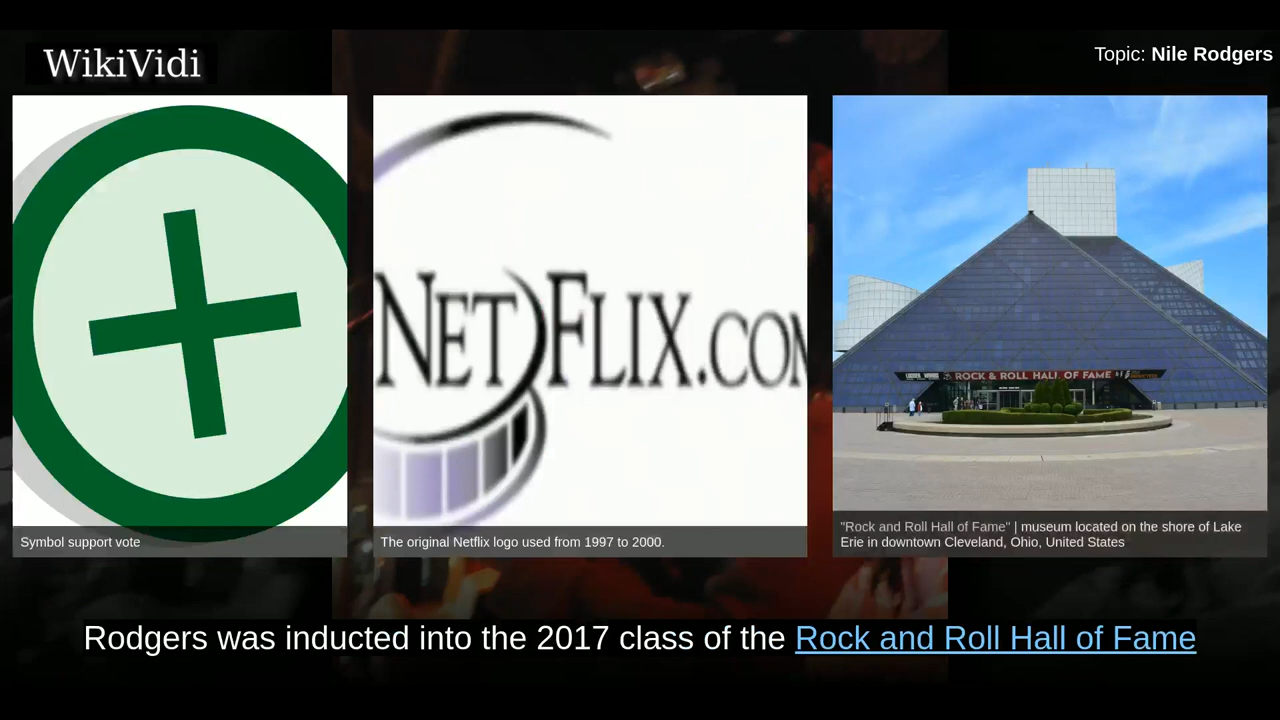 WikiVidi
Topic: Nile Rodgers
NETFLIX.COM
ROCK & ROLL HALL OF FAME
Symbol support vote
The original Netflix logo used from 1997 to 2000.
"Rock and Roll Hall of Fame" | museum located on the shore of Lake
Erie in downtown Cleveland, Ohio, United States
Rodgers was inducted into the 2017 class of the Rock and Roll Hall of Fame